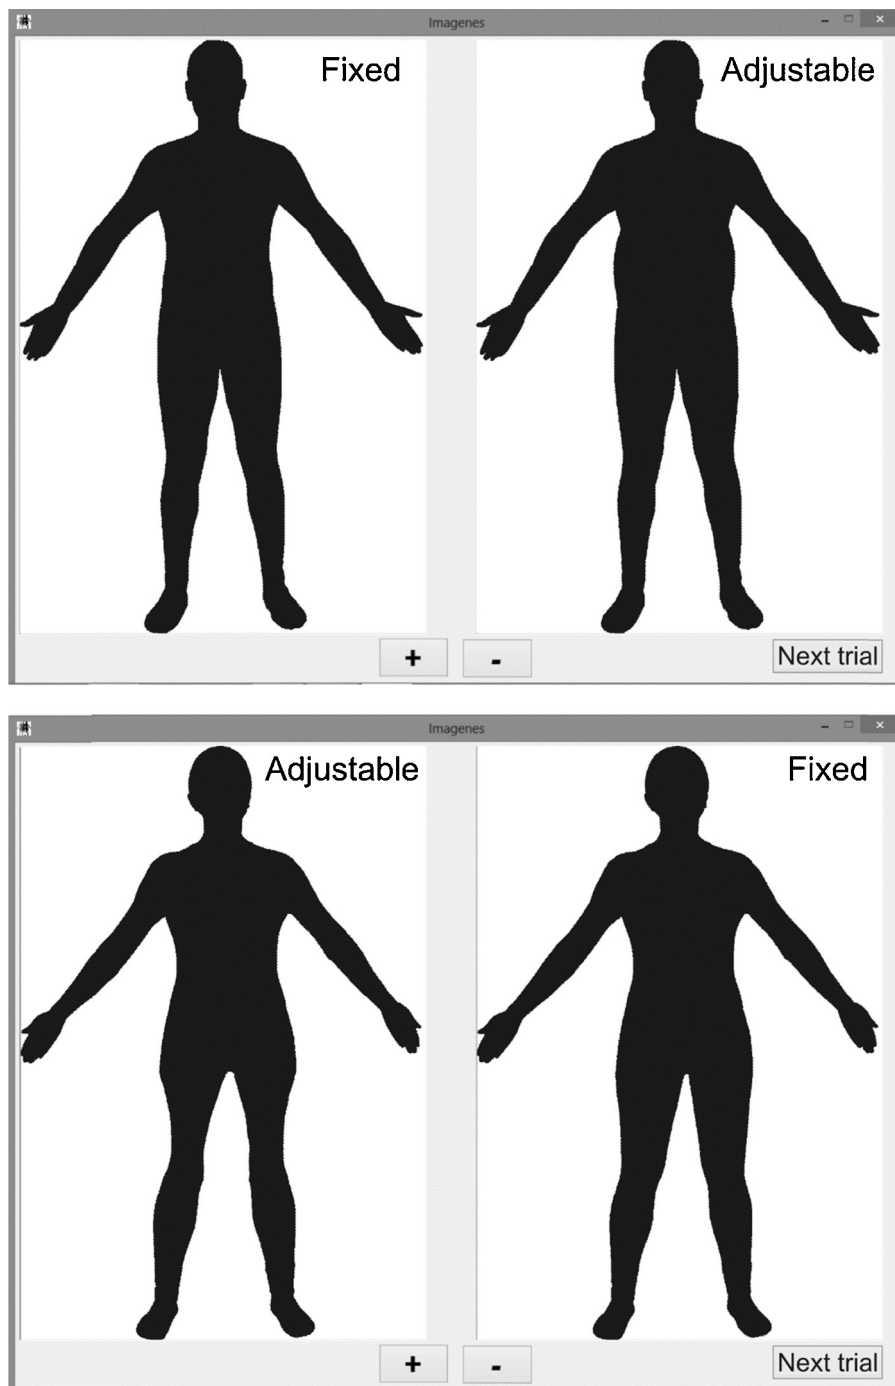 Imagenes
Fixed
Adjustable
+
-
Next trial
Imagenes
Adjustable
Fixed
+
-
Next trial